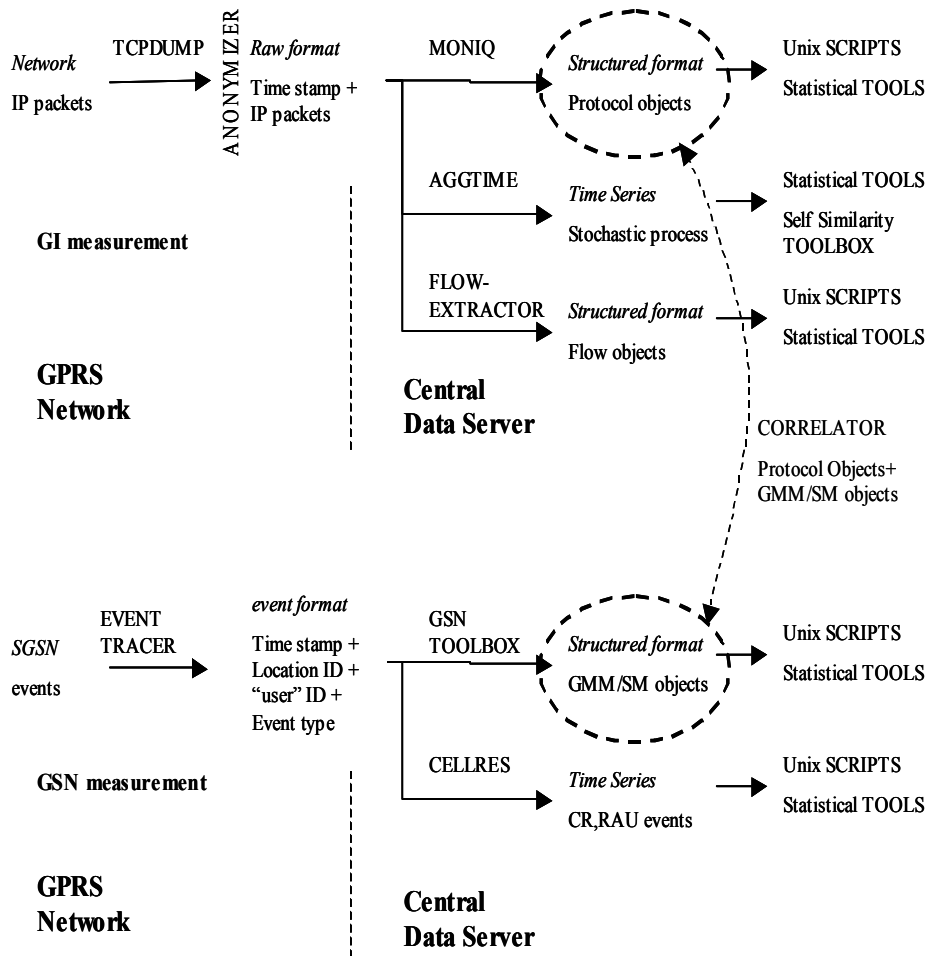 Network
IP packets
TCPDUMP
ANONYMIZER
Raw format
Time stamp +
IP packets
MONIQ
Structured format
Protocol objects
Unix SCRIPTS
Statistical TOOLS
AGGTIME
Time Series
Stochastic process
Statistical TOOLS
Self Similarity
TOOLBOX
GI measurement
FLOW-
EXTRACTOR
Structured format
Flow objects
Unix SCRIPTS
Statistical TOOLS
GPRS
Network
Central
Data Server
CORRELATOR
Protocol Objects+
GMM/SM objects
SGSN
events
EVENT
TRACER
event format
Time stamp +
Location ID +
“user” ID +
Event type
GSN
TOOLBOX
Structured format
GMM/SM objects
Unix SCRIPTS
Statistical TOOLS
GSN measurement
CELLRES
Time Series
CR,RAU events
Unix SCRIPTS
Statistical TOOLS
GPRS
Network
Central
Data Server